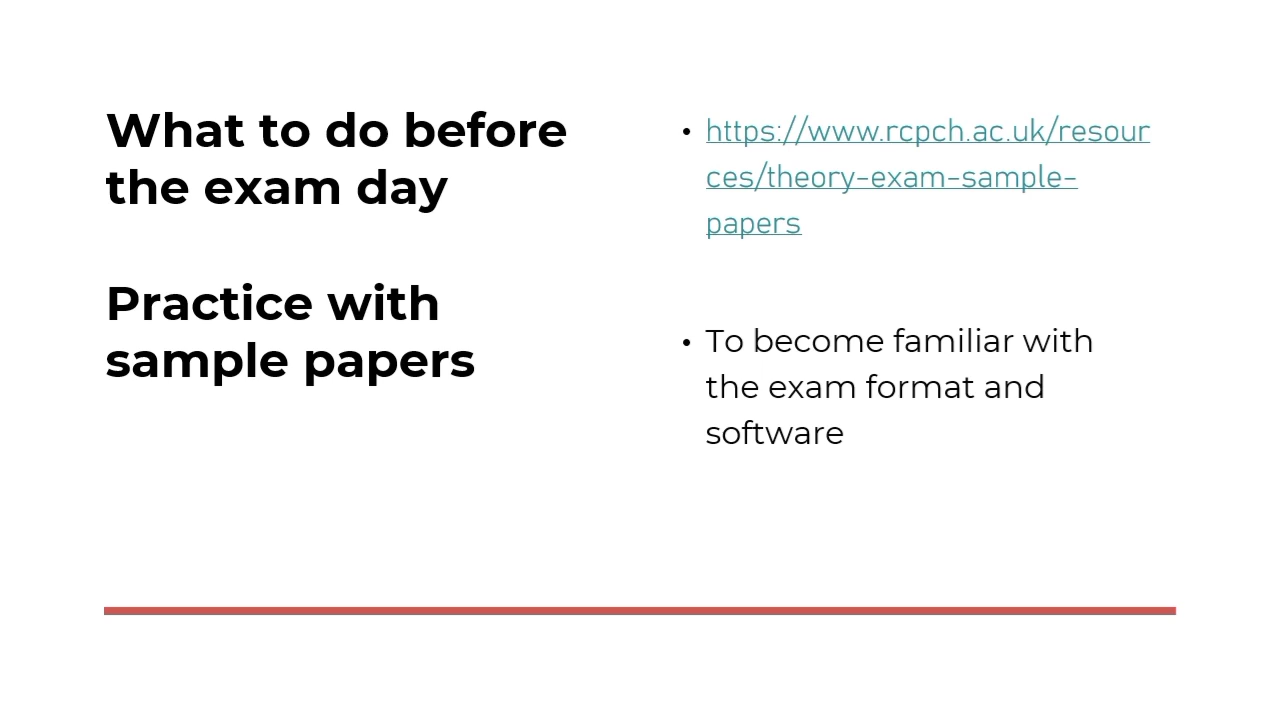 What to do before
the exam day
Practice with
sample papers
• https://www.rcpch.ac.uk/resour
ces/theory-exam-sample-
papers
• To become familiar with
the exam format and
software